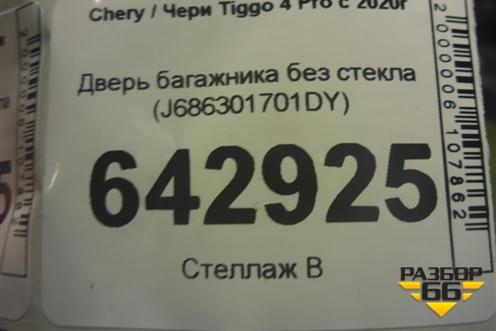 Chery / Чери Tiggo 4 Pro с 2020г
Дверь багажника без стекла
(J686301701DY)
642925
Стеллаж В
2000006107862
РАЗБОР
66